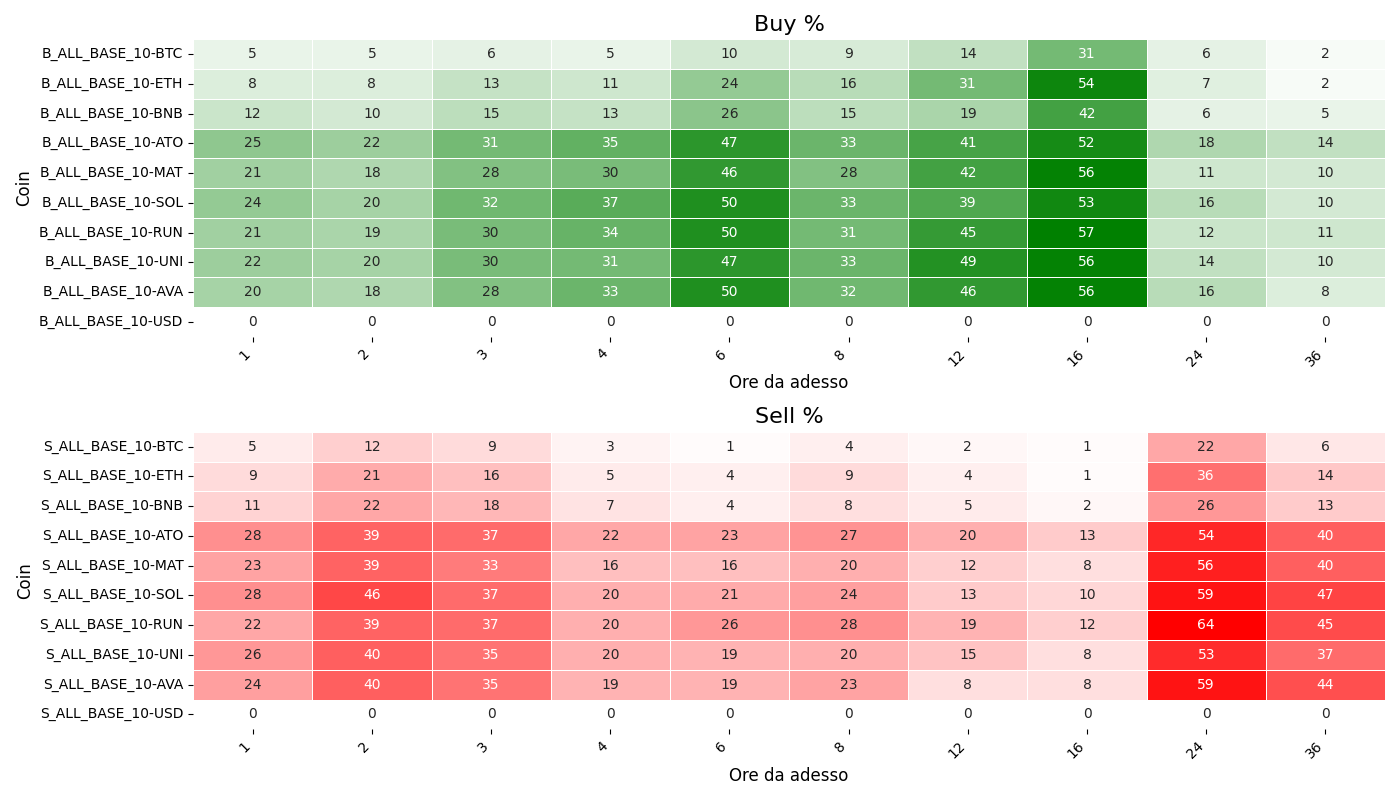 Buy %
Coin
B_ALL_BASE_10-BTC 5 5 6 5 10 9 14 31 6 2
B_ALL_BASE_10-ETH 8 8 13 11 24 16 31 54 7 2
B_ALL_BASE_10-BNB 12 10 15 13 26 15 19 42 6 5
B_ALL_BASE_10-ATO 25 22 31 35 47 33 41 52 18 14
B_ALL_BASE_10-MAT 21 18 28 30 46 28 42 56 11 10
B_ALL_BASE_10-SOL 24 20 32 37 50 33 39 53 16 10
B_ALL_BASE_10-RUN 21 19 30 34 50 31 45 57 12 11
B_ALL_BASE_10-UNI 22 20 30 31 47 33 49 56 14 10
B_ALL_BASE_10-AVA 20 18 28 33 50 32 46 56 16 8
B_ALL_BASE_10-USD 0 0 0 0 0 0 0 0 0 0
1 2 3 4 6 8 12 16 24 36
Ore da adesso
Sell %
Coin
S_ALL_BASE_10-BTC 5 12 9 3 1 4 2 1 22 6
S_ALL_BASE_10-ETH 9 21 16 5 4 9 4 1 36 14
S_ALL_BASE_10-BNB 11 22 18 7 4 8 5 2 26 13
S_ALL_BASE_10-ATO 28 39 37 22 23 27 20 13 54 40
S_ALL_BASE_10-MAT 23 39 33 16 16 20 12 8 56 40
S_ALL_BASE_10-SOL 28 46 37 20 21 24 13 10 59 47
S_ALL_BASE_10-RUN 22 39 37 20 26 28 19 12 64 45
S_ALL_BASE_10-UNI 26 40 35 20 19 20 15 8 53 37
S_ALL_BASE_10-AVA 24 40 35 19 19 23 8 8 59 44
S_ALL_BASE_10-USD 0 0 0 0 0 0 0 0 0 0
1 2 3 4 6 8 12 16 24 36
Ore da adesso